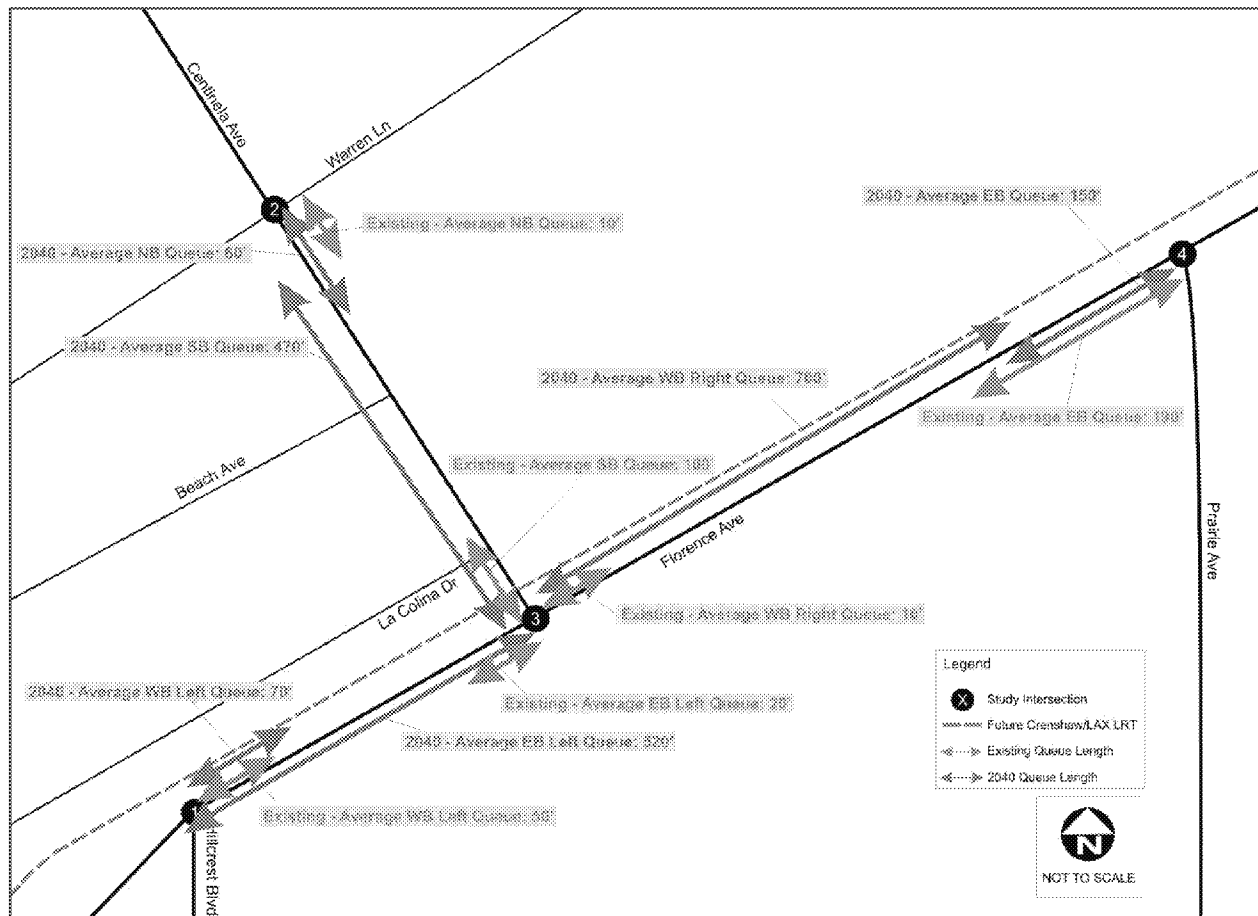 Centinela Ave
Warren Ln
2
Existing - Average NB Queue: 10'
2040 - Average NB Queue: 60'
2040 - Average EB Queue: 150'
4
2040 - Average SB Queue: 470'
2040 - Average WB Right Queue: 760'
Existing - Average EB Queue: 190'
Beach Ave
Existing - Average SB Queue: 100
Prairie Ave
Florence Ave
La Colina Dr
3
Existing - Average WB Right Queue: 16'
2040 - Average WB Left Queue: 70'
Existing - Average EB Left Queue: 20'
2040 - Average EB Left Queue: 520'
Existing - Average WB Left Queue: 50'
Hillcrest Blvd
Legend
X Study Intersection
Future Crenshaw/LAX LRT
Existing Queue Length
2040 Queue Length
N
NOT TO SCALE